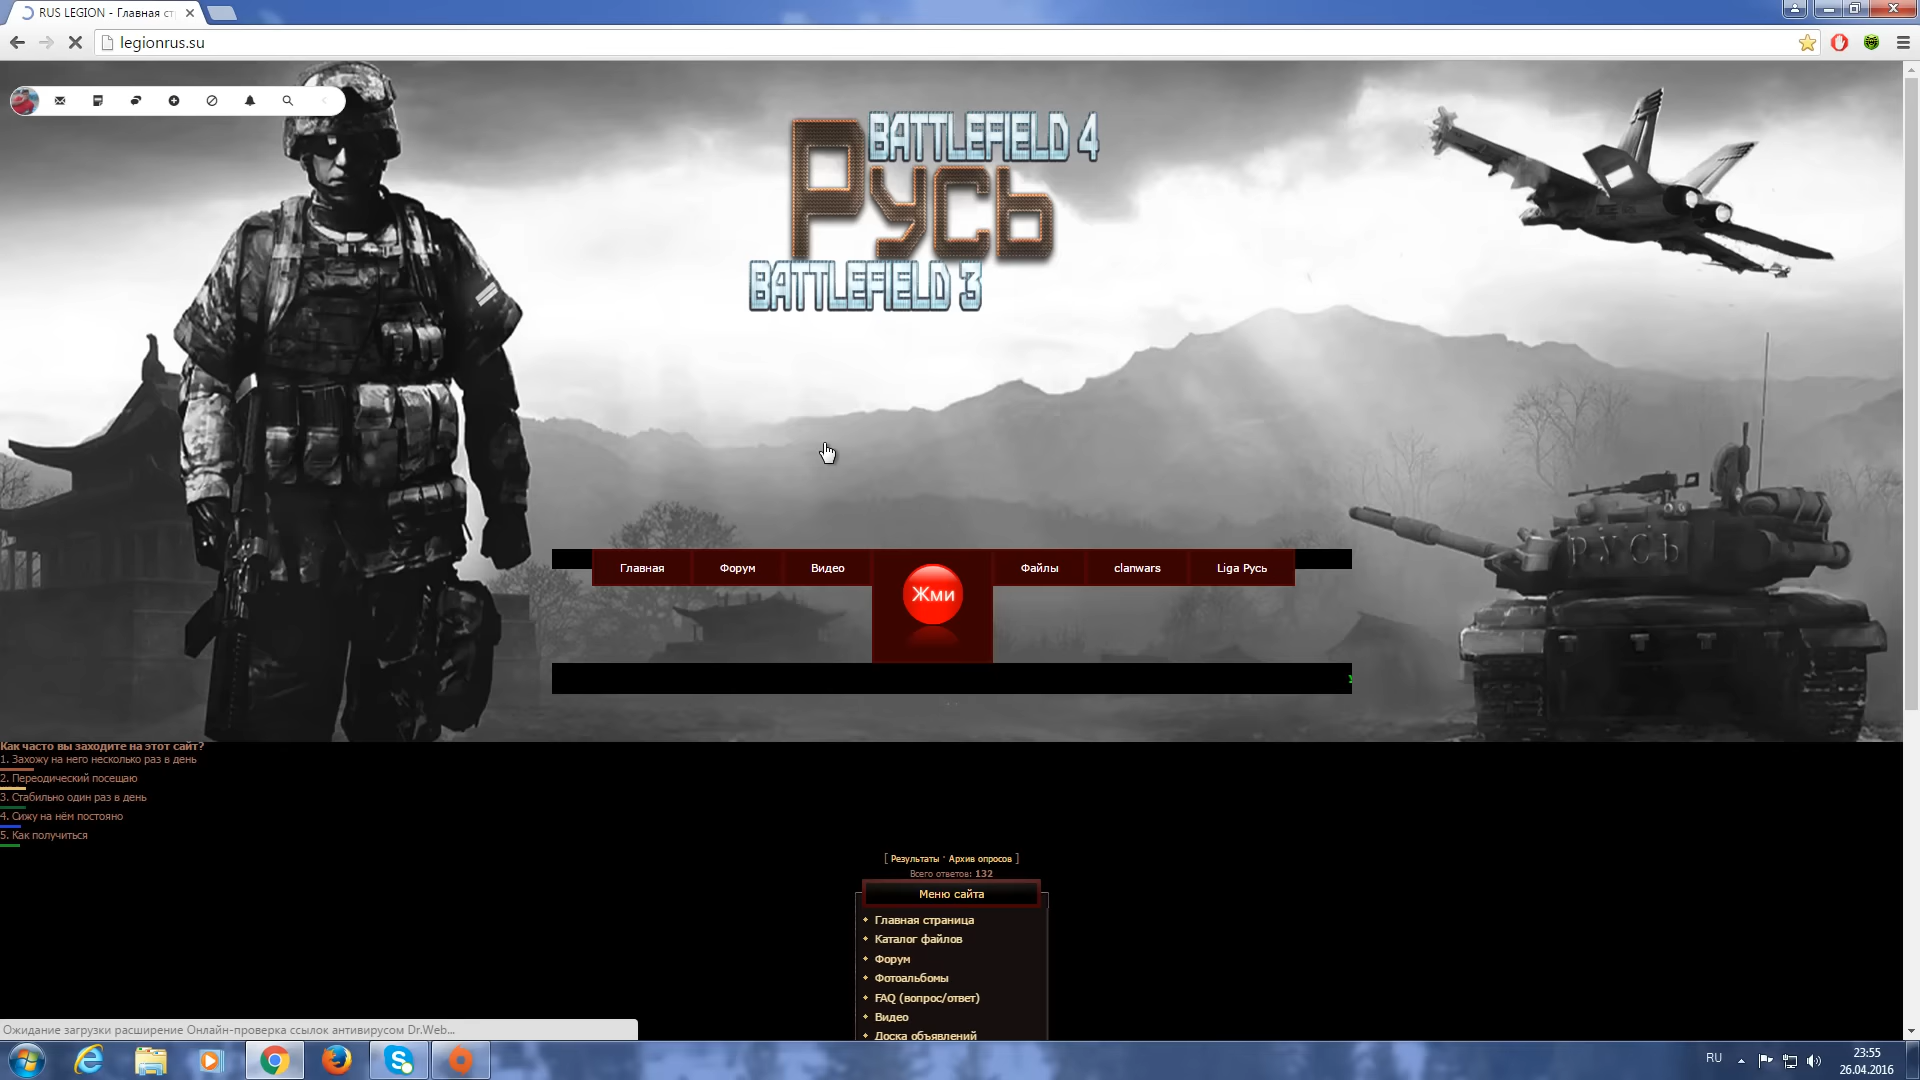 RUS LEGION - Главная ст
legionrus.su
BATTLEFIELD 4
Русь
BATTLEFIELD 3
Главная
Форум
Видео
Жми
Файлы
clanwars
Liga Русь
РУСЬ
Как часто вы заходите на этот сайт?
1. Захожу на него несколько раз в день
2. Переодический посещаю
3. Стабильно один раз в день
4. Сижу на нём постояно
5. Как получиться
[ Результаты · Архив опросов ]
Всего ответов: 132
Меню сайта
Главная страница
Каталог файлов
Форум
Фотоальбомы
FAQ (вопрос/ответ)
Видео
Доска объявлений
Ожидание загрузки расширение Онлайн-проверка ссылок антивирусом Dr.Web...
RU
23:55
26.04.2016